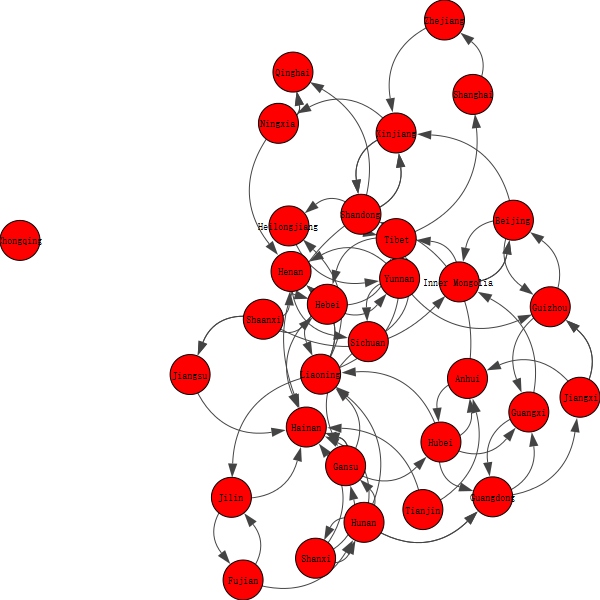 Zhejiang
Qinghai
Shanghai
Ningxia
Xinjiang
Shandong
Beijing
Heilongjiang
Chongqing
Tibet
Henan
Yunnan
Inner Mongolia
Hebei
Guizhou
Shaanxi
Sichuan
Jiangsu
Liaoning
Anhui
Jiangxi
Guangxi
Hainan
Hubei
Gansu
Jilin
Guangdong
Tianjin
Hunan
Shanxi
Fujian